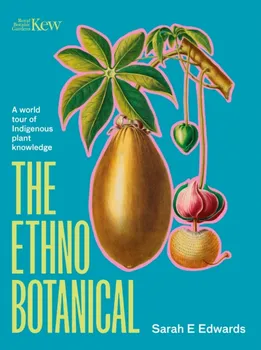 Royal
Botanic
Gardens
Kew
A world
tour of
Indigenous
plant
knowledge
THE
ETHNO
BOTANICAL
Sarah E Edwards